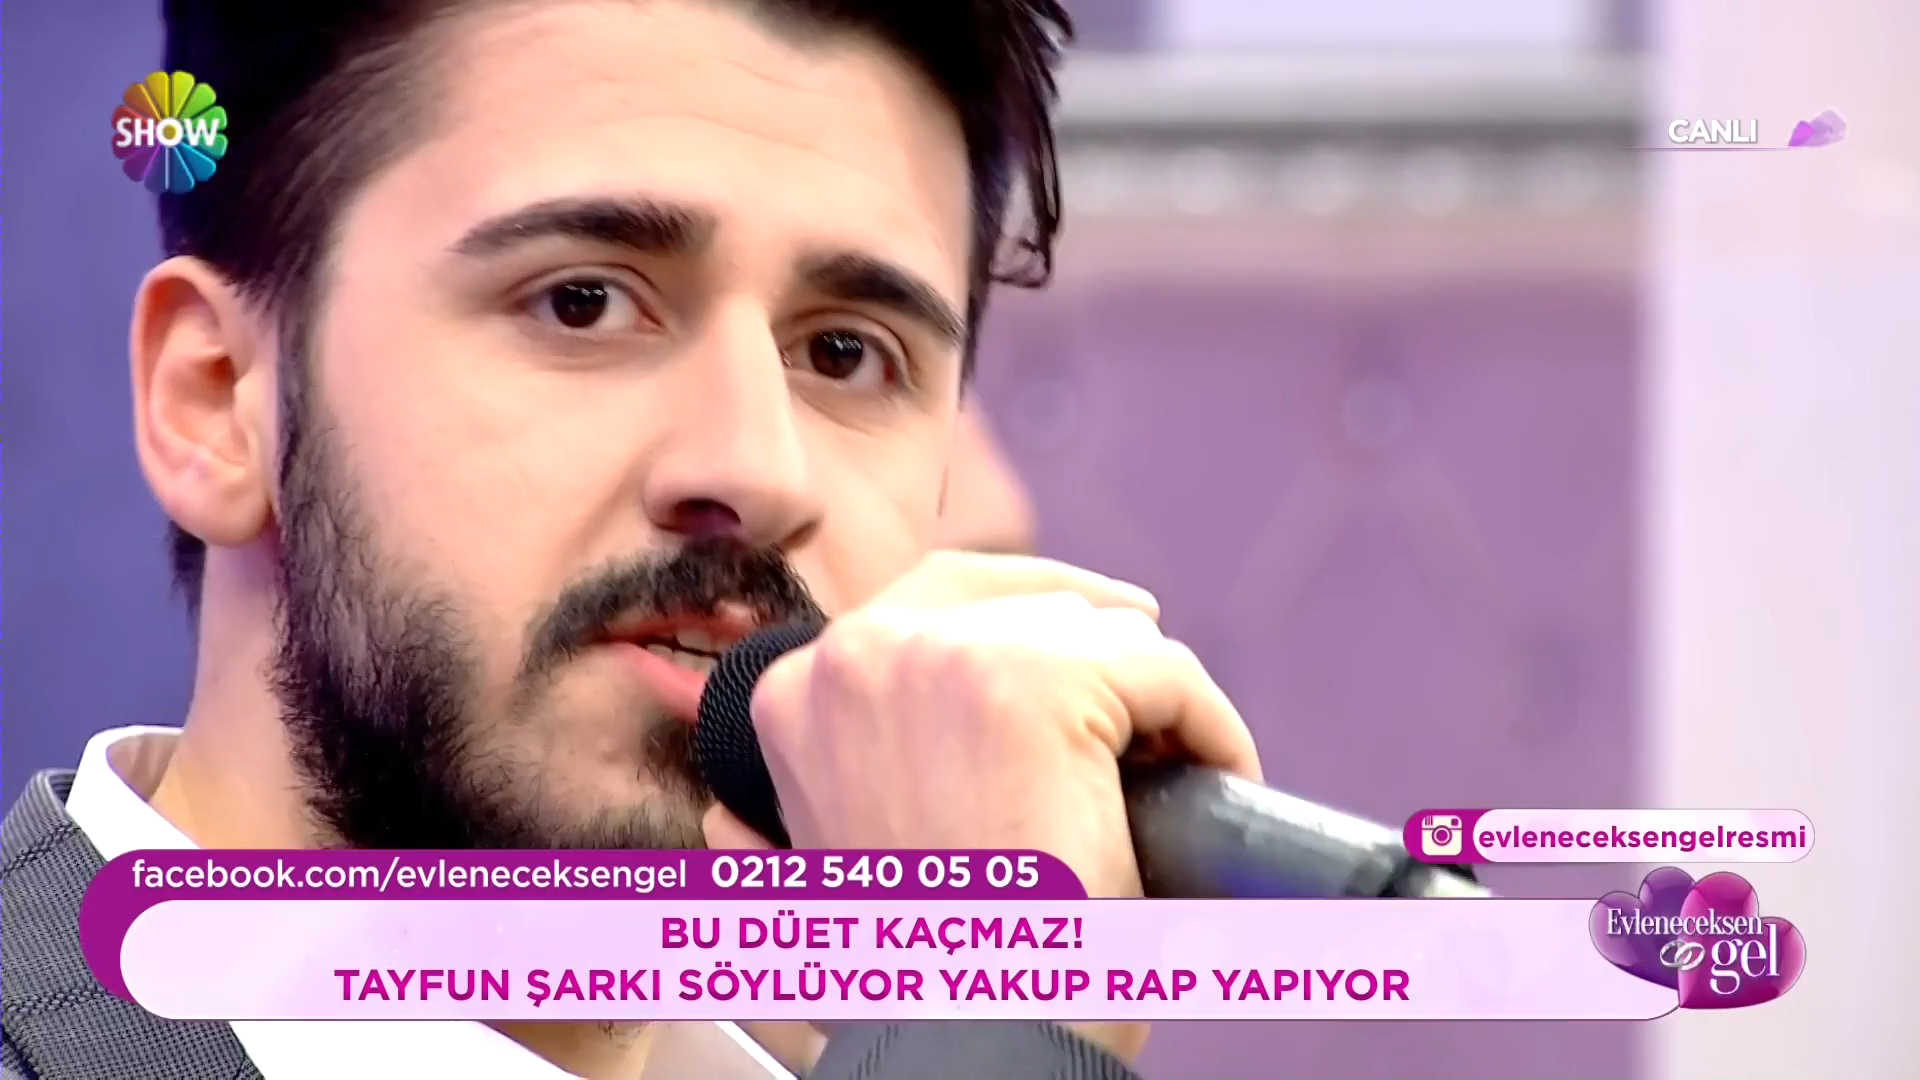 SHOW
CANLI
evleneceksengelresmi
facebook.com/evleneceksengel 0212 540 05 05
BU DÜET KAÇMAZ!
TAYFUN ŞARKI SÖYLÜYOR YAKUP RAP YAPIYOR
Evleneceksen
gel